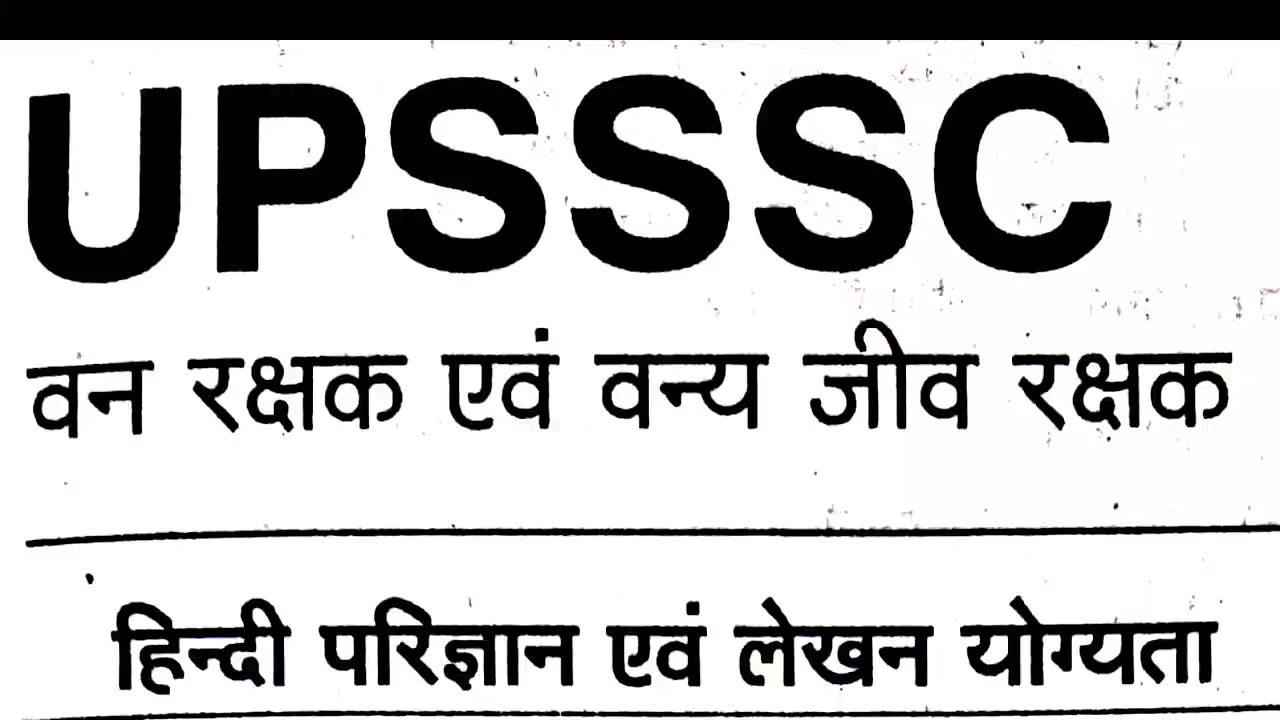 UPSSSC
वन रक्षक एवं वन्य जीव रक्षक
हिन्दी परिज्ञान एवं लेखन योग्यता